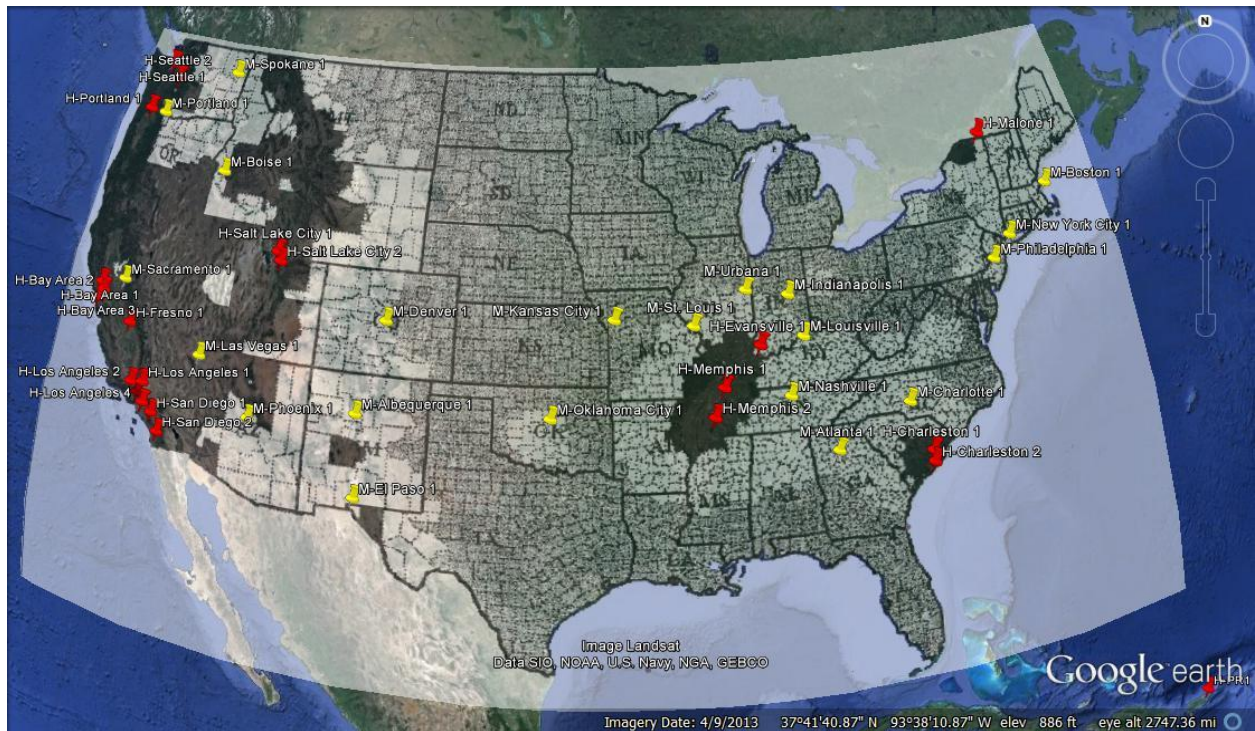 N
H-Seattle 2
M-Spokane 1
H-Seattle 1
H-Portland 1
M-Portland 1
OR
ND
MN
H-Malone 1
M-Boise 1
WI
SD
M-Boston 1
H-Salt Lake City 1
H-Salt Lake City 2
M-New York City 1
M-Philadelphia 1
M-Sacramento 1
H-Bay Area 2
H-Bay Area 1
H-Bay Area 3
H-Fresno 1
IA
M-Urbana 1
M-Indianapolis 1
M-Denver 1
M-Kansas City 1
M-St. Louis 1
H-Evansville 1
M-Louisville 1
KS
MO
KY
M-Las Vegas 1
H-Los Angeles 2
H-Los Angeles 1
H-Los Angeles 4
H-Memphis 1
M-Nashville 1
M-Charlotte 1
H-San Diego 1
M-Phoenix 1
M-Albequerque 1
M-Oklahoma City 1
H-Memphis 2
H-San Diego 2
M-Atlanta 1
H-Charleston 1
H-Charleston 2
M-El Paso 1
MS
GA
Image Landsat
Data SIO, NOAA, U.S. Navy, NGA, GEBCO
Google earth
H-PR1
Imagery Date: 4/9/2013 37°41'40.87" N 93°38'10.87" W elev 886 ft eye alt 2747.36 mi